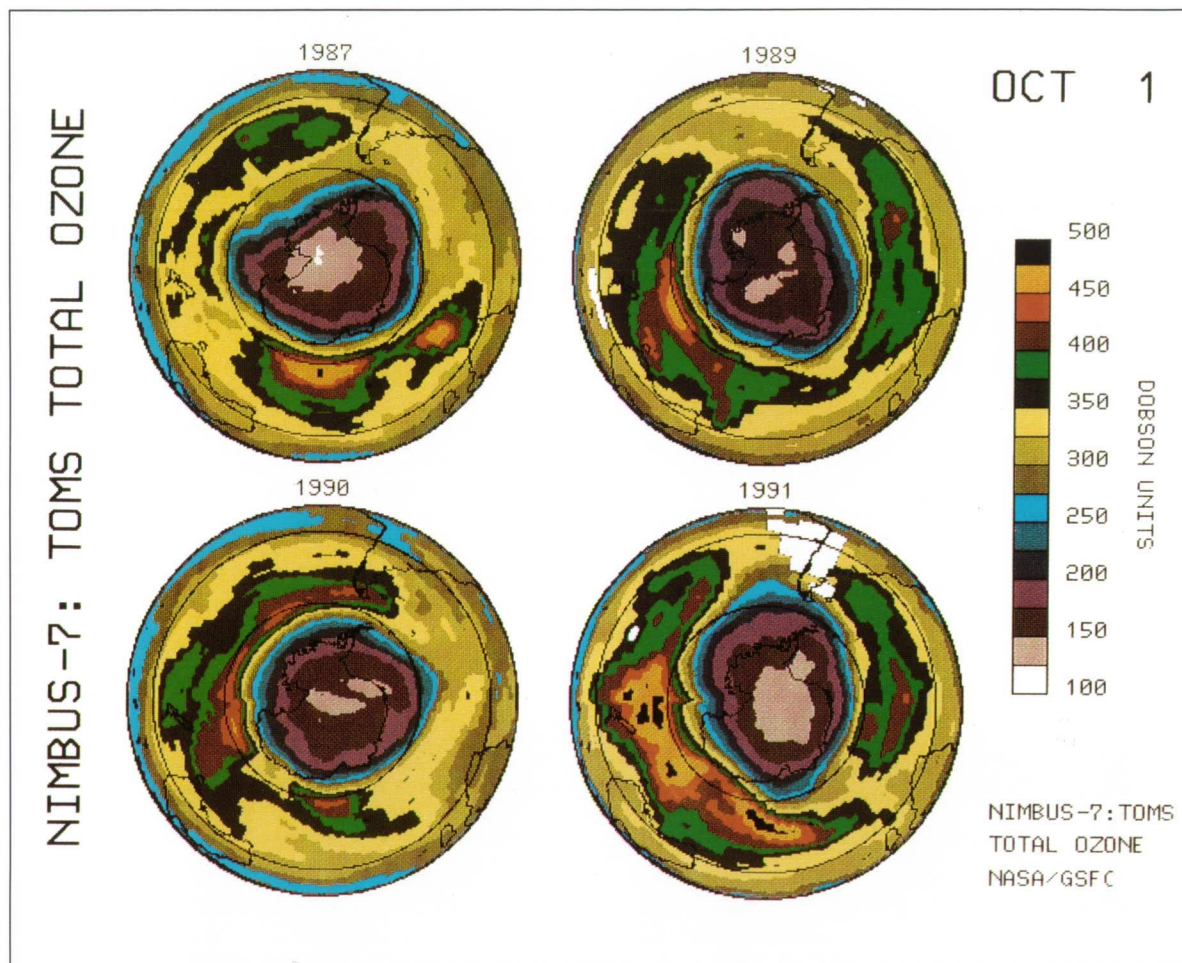 NIMBUS-7: TOMS TOTAL OZONE
1987
1989
OCT 1
1990
1991
500
450
400
350
300
250
200
150
100
DOBSON UNITS
NIMBUS-7:TOMS
TOTAL OZONE
NASA/GSFC